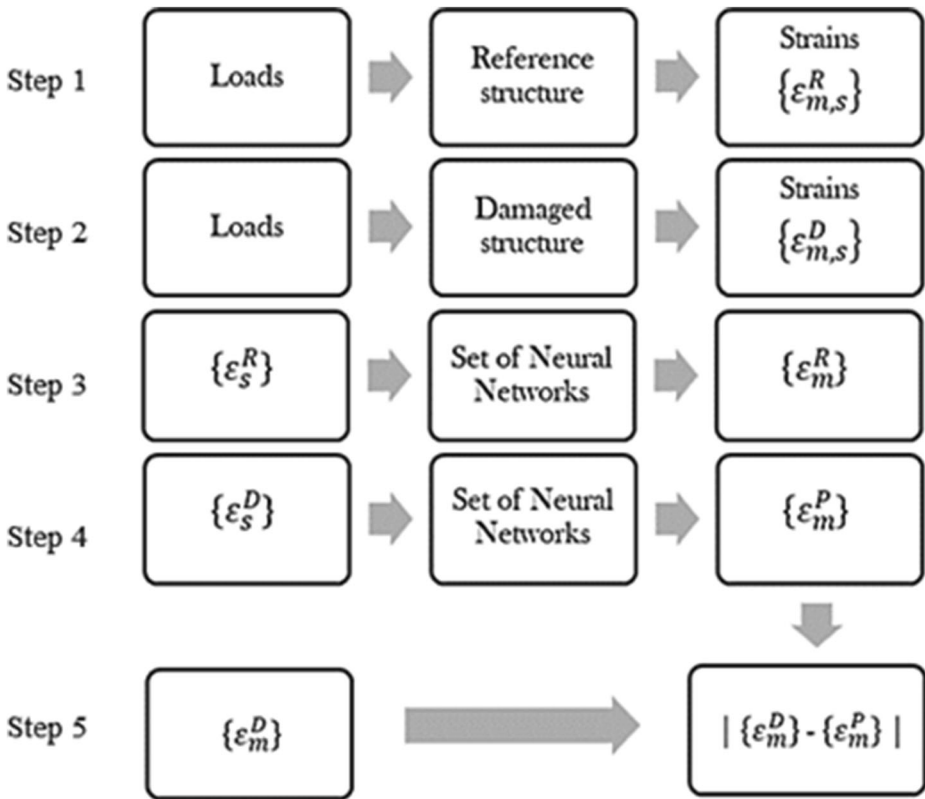 Step 1
Loads
Reference
structure
Strains
{ε^R_{m,s}}
Step 2
Loads
Damaged
structure
Strains
{ε^D_{m,s}}
Step 3
{ε^R_s}
Set of Neural
Networks
{ε^R_m}
Step 4
{ε^D_s}
Set of Neural
Networks
{ε^P_m}
Step 5
{ε^D_m}
| {ε^D_m} - {ε^P_m} |